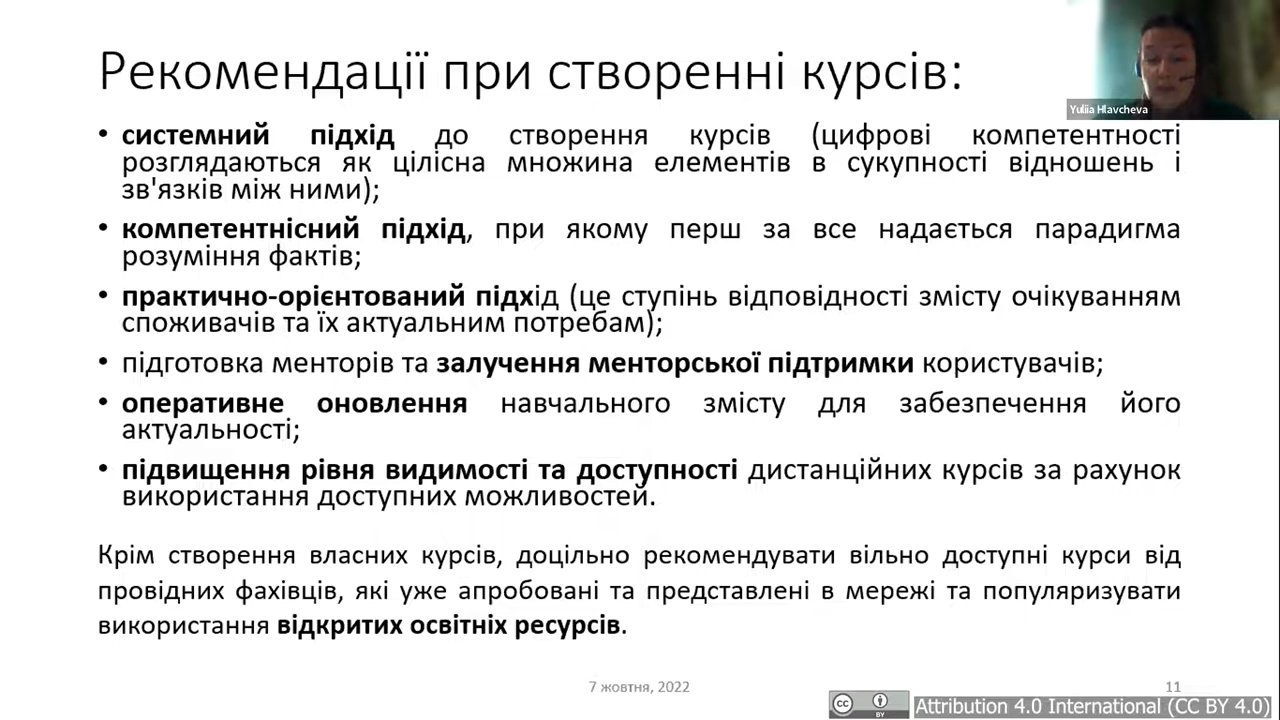 Рекомендації при створенні курсів:
Yuliia Hlavcheva
• системний підхід до створення курсів (цифрові компетентності
розглядаються як цілісна множина елементів в сукупності відношень і
зв'язків між ними);
• компетентнісний підхід, при якому перш за все надається парадигма
розуміння фактів;
• практично-орієнтований підхід (це ступінь відповідності змісту очікуванням
споживачів та їх актуальним потребам);
• підготовка менторів та залучення менторської підтримки користувачів;
• оперативне оновлення навчального змісту для забезпечення його
актуальності;
• підвищення рівня видимості та доступності дистанційних курсів за рахунок
використання доступних можливостей.
Крім створення власних курсів, доцільно рекомендувати вільно доступні курси від
провідних фахівців, які уже апробовані та представлені в мережі та популяризувати
використання відкритих освітніх ресурсів.
7 жовтня, 2022
11
cc BY Attribution 4.0 International (CC BY 4.0)